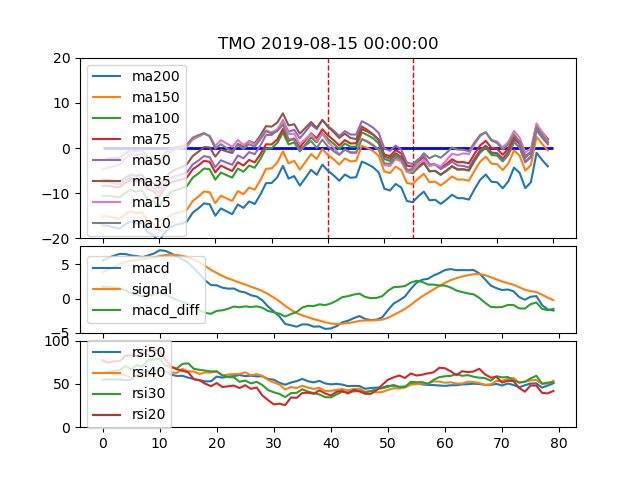 TMO 2019-08-15 00:00:00
20
10
0
−10
−20
ma200
ma150
ma100
ma75
ma50
ma35
ma15
ma10
5
0
−5
macd
signal
macd_diff
100
50
0
rsi50
rsi40
rsi30
rsi20
0 10 20 30 40 50 60 70 80